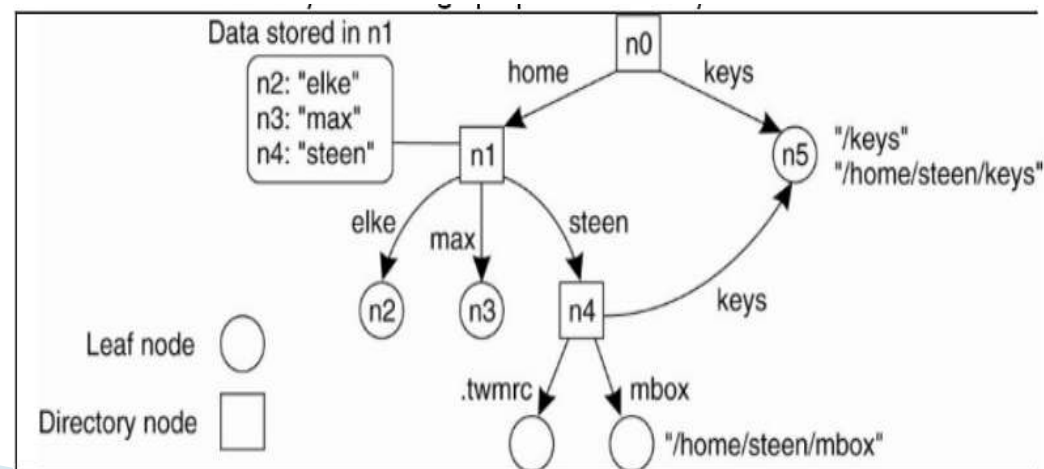 Data stored in n1
n0
n2: "elke"
n3: "max"
n4: "steen"
home
keys
n1
n5
"/keys"
"/home/steen/keys"
elke
max
steen
n2
n3
n4
keys
Leaf node
.twmrc
mbox
Directory node
"/home/steen/mbox"